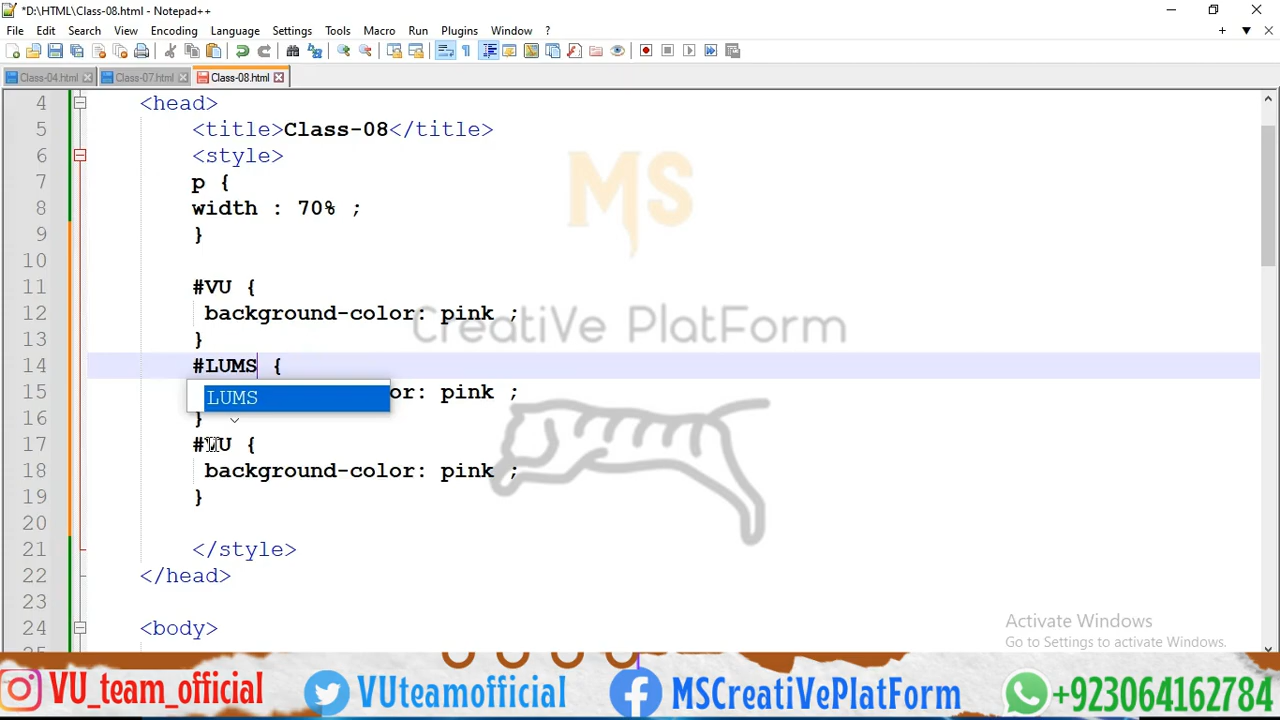 *D:\HTML\Class-08.html - Notepad++
File Edit Search View Encoding Language Settings Tools Macro Run Plugins Window ?
Class-04.html Class-07.html Class-08.html
4 <head>
5 <title>Class-08</title>
6 <style>
7 p {
8 width : 70% ;
9 }
10
11 #VU {
12 background-color: pink ;
13 }
14 #LUMS {
15 or: pink ;
LUMS
16 }
17 #VU {
18 background-color: pink ;
19 }
20
21 </style>
22 </head>
23
24 <body>
MS
CreatiVe PlatForm
Activate Windows
Go to Settings to activate Windows.
VU_team_official VUteamofficial MSCreatiVePlatForm +923064162784